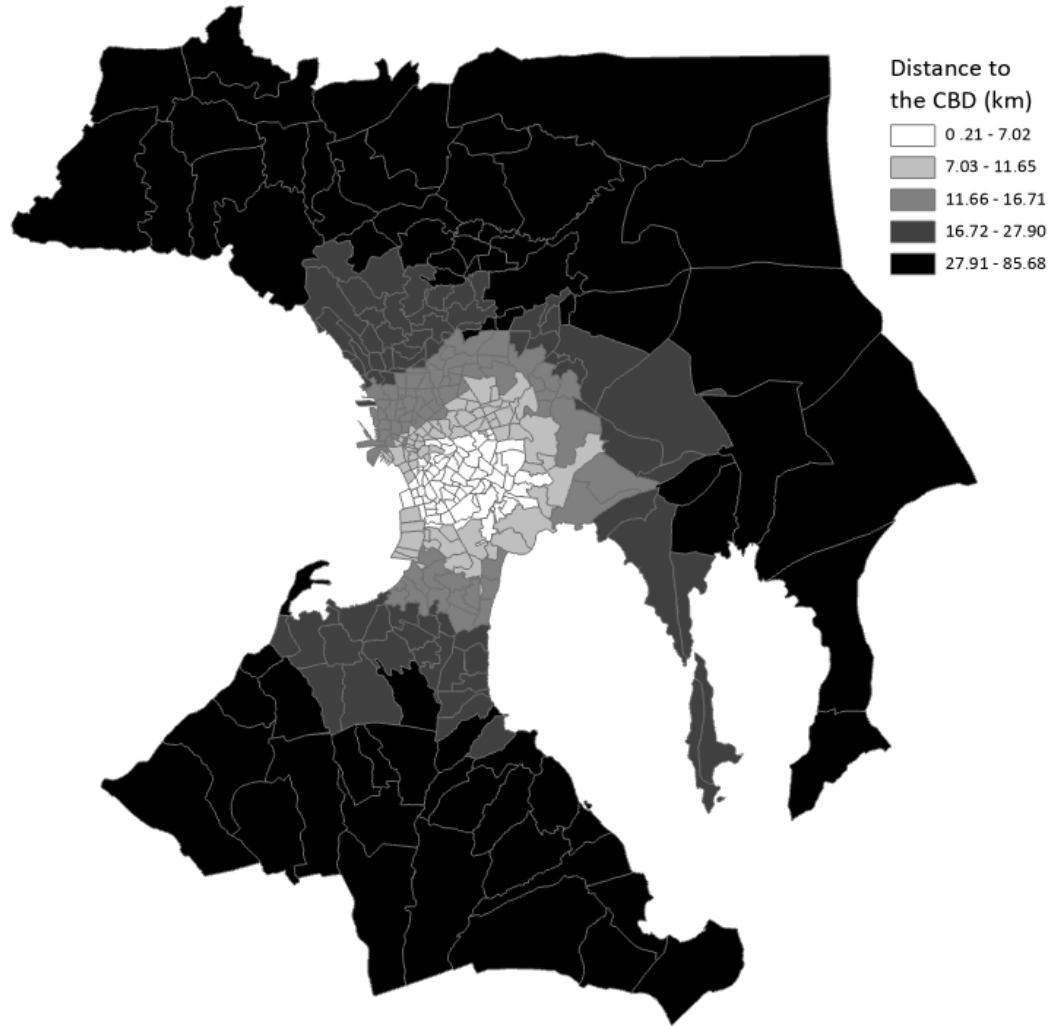 Distance to
the CBD (km)
0 .21 - 7.02
7.03 - 11.65
11.66 - 16.71
16.72 - 27.90
27.91 - 85.68